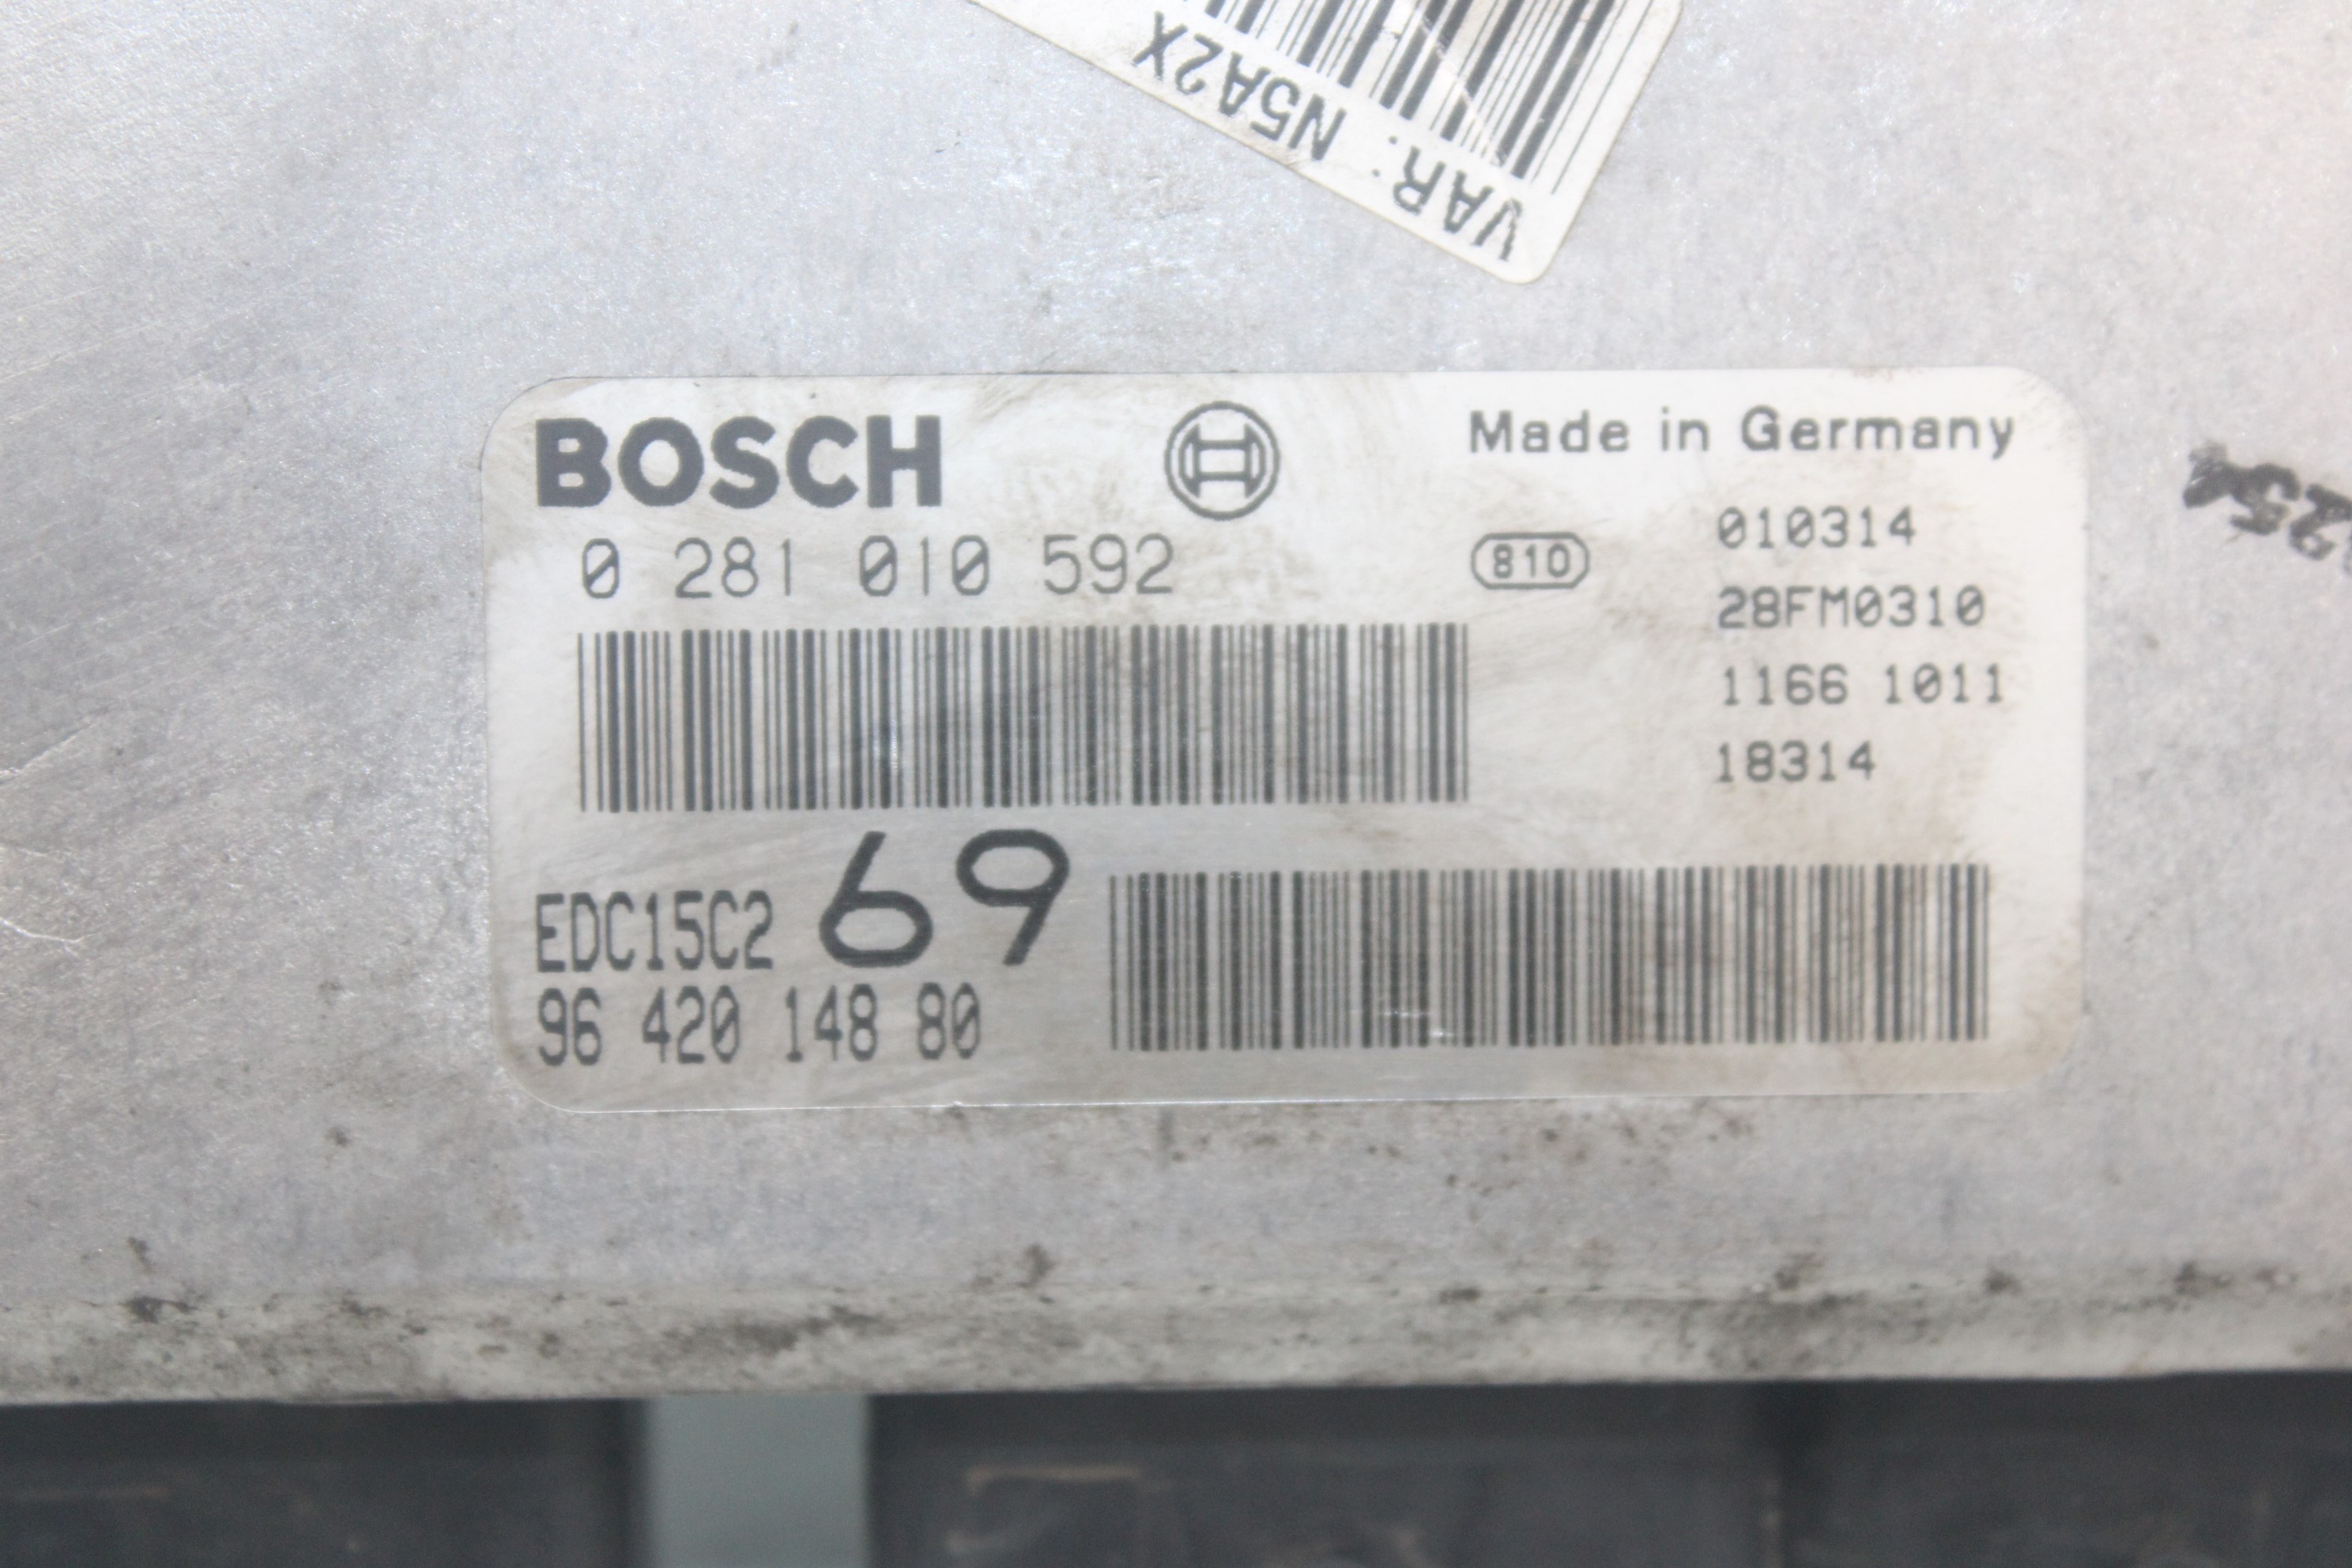 VAR: N5A2X
BOSCH
Made in Germany
0 281 010 592
810
010314
28FM0310
1166 1011
18314
EDC15C2 69
96 420 148 80